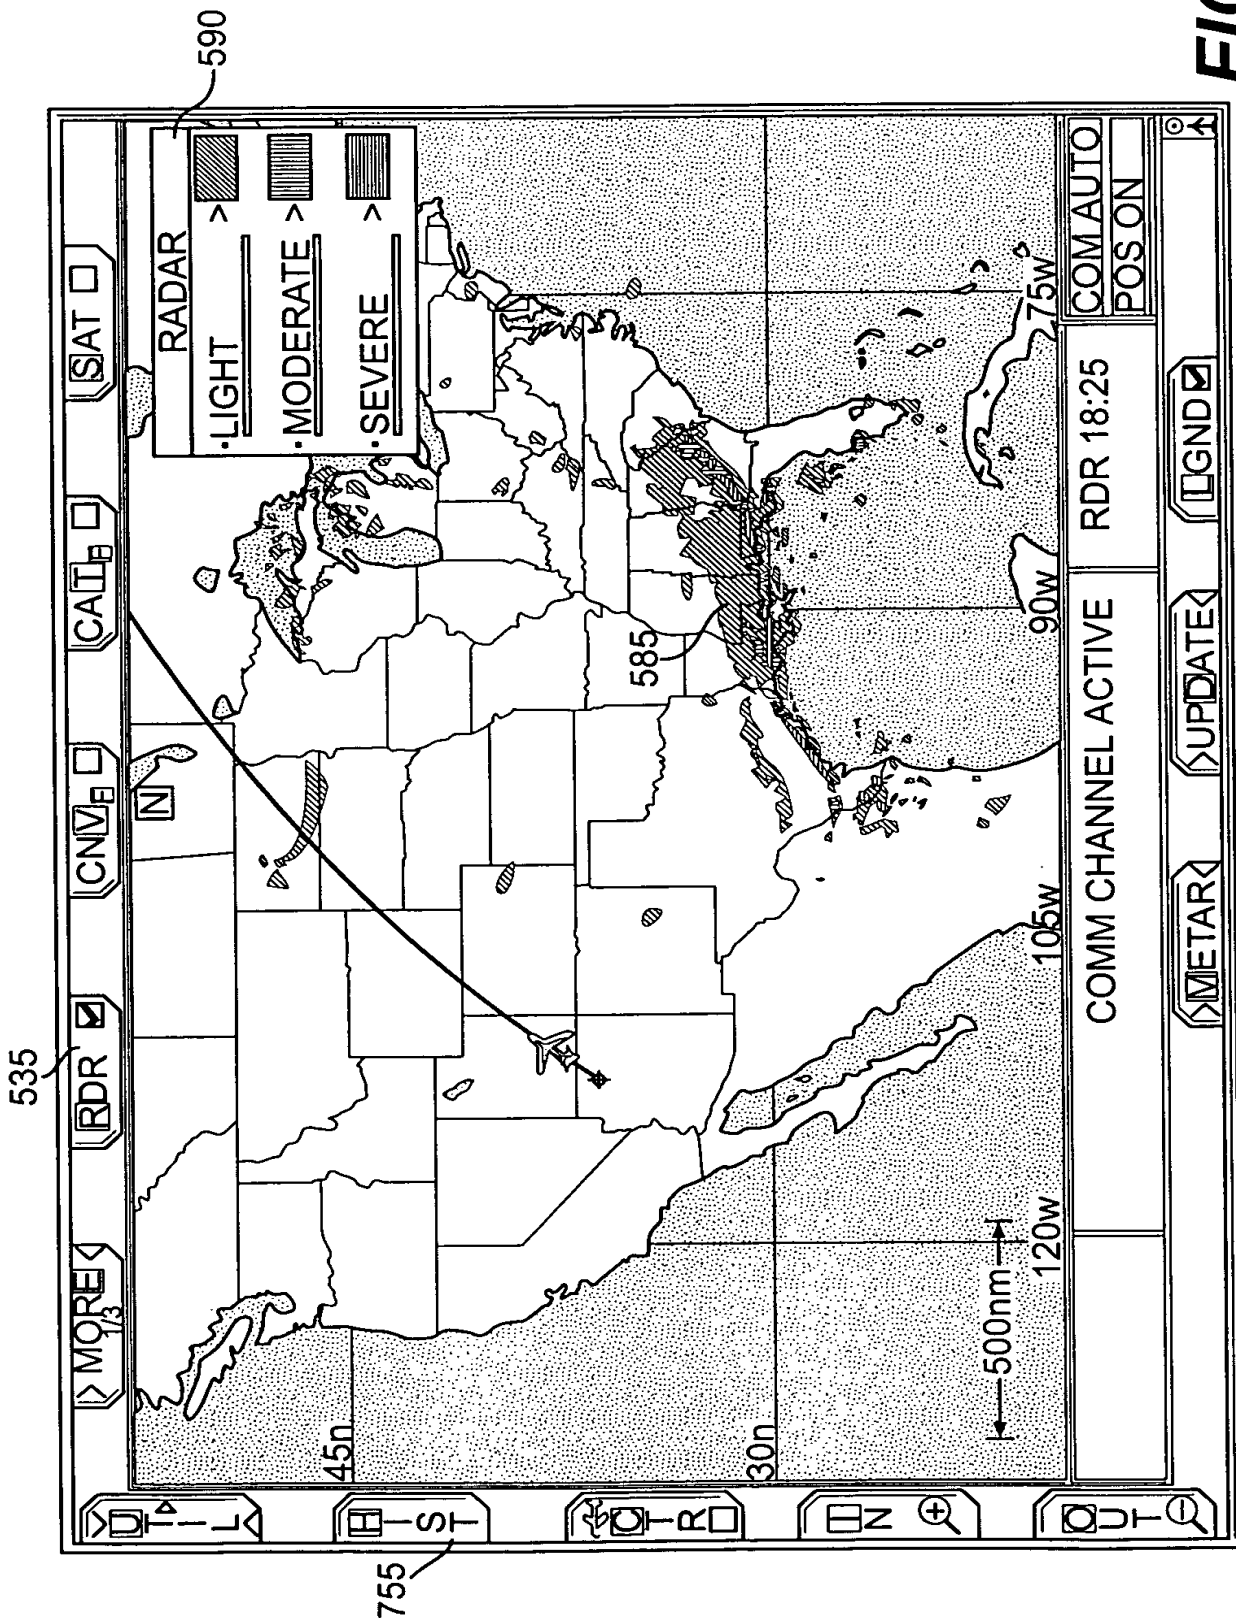 535
590
755
585
> MORE <
1/3
RDR
CNV F
CAT F
SAT
> UTIL <
HIST
CTR
IN
OUT
N
RADAR
·LIGHT >
·MODERATE >
·SEVERE >
45n
30n
500nm
120w
105w
90w
75w
COMM CHANNEL ACTIVE
RDR 18:25
COM AUTO
POS ON
>METAR<
>UPDATE<
LGND